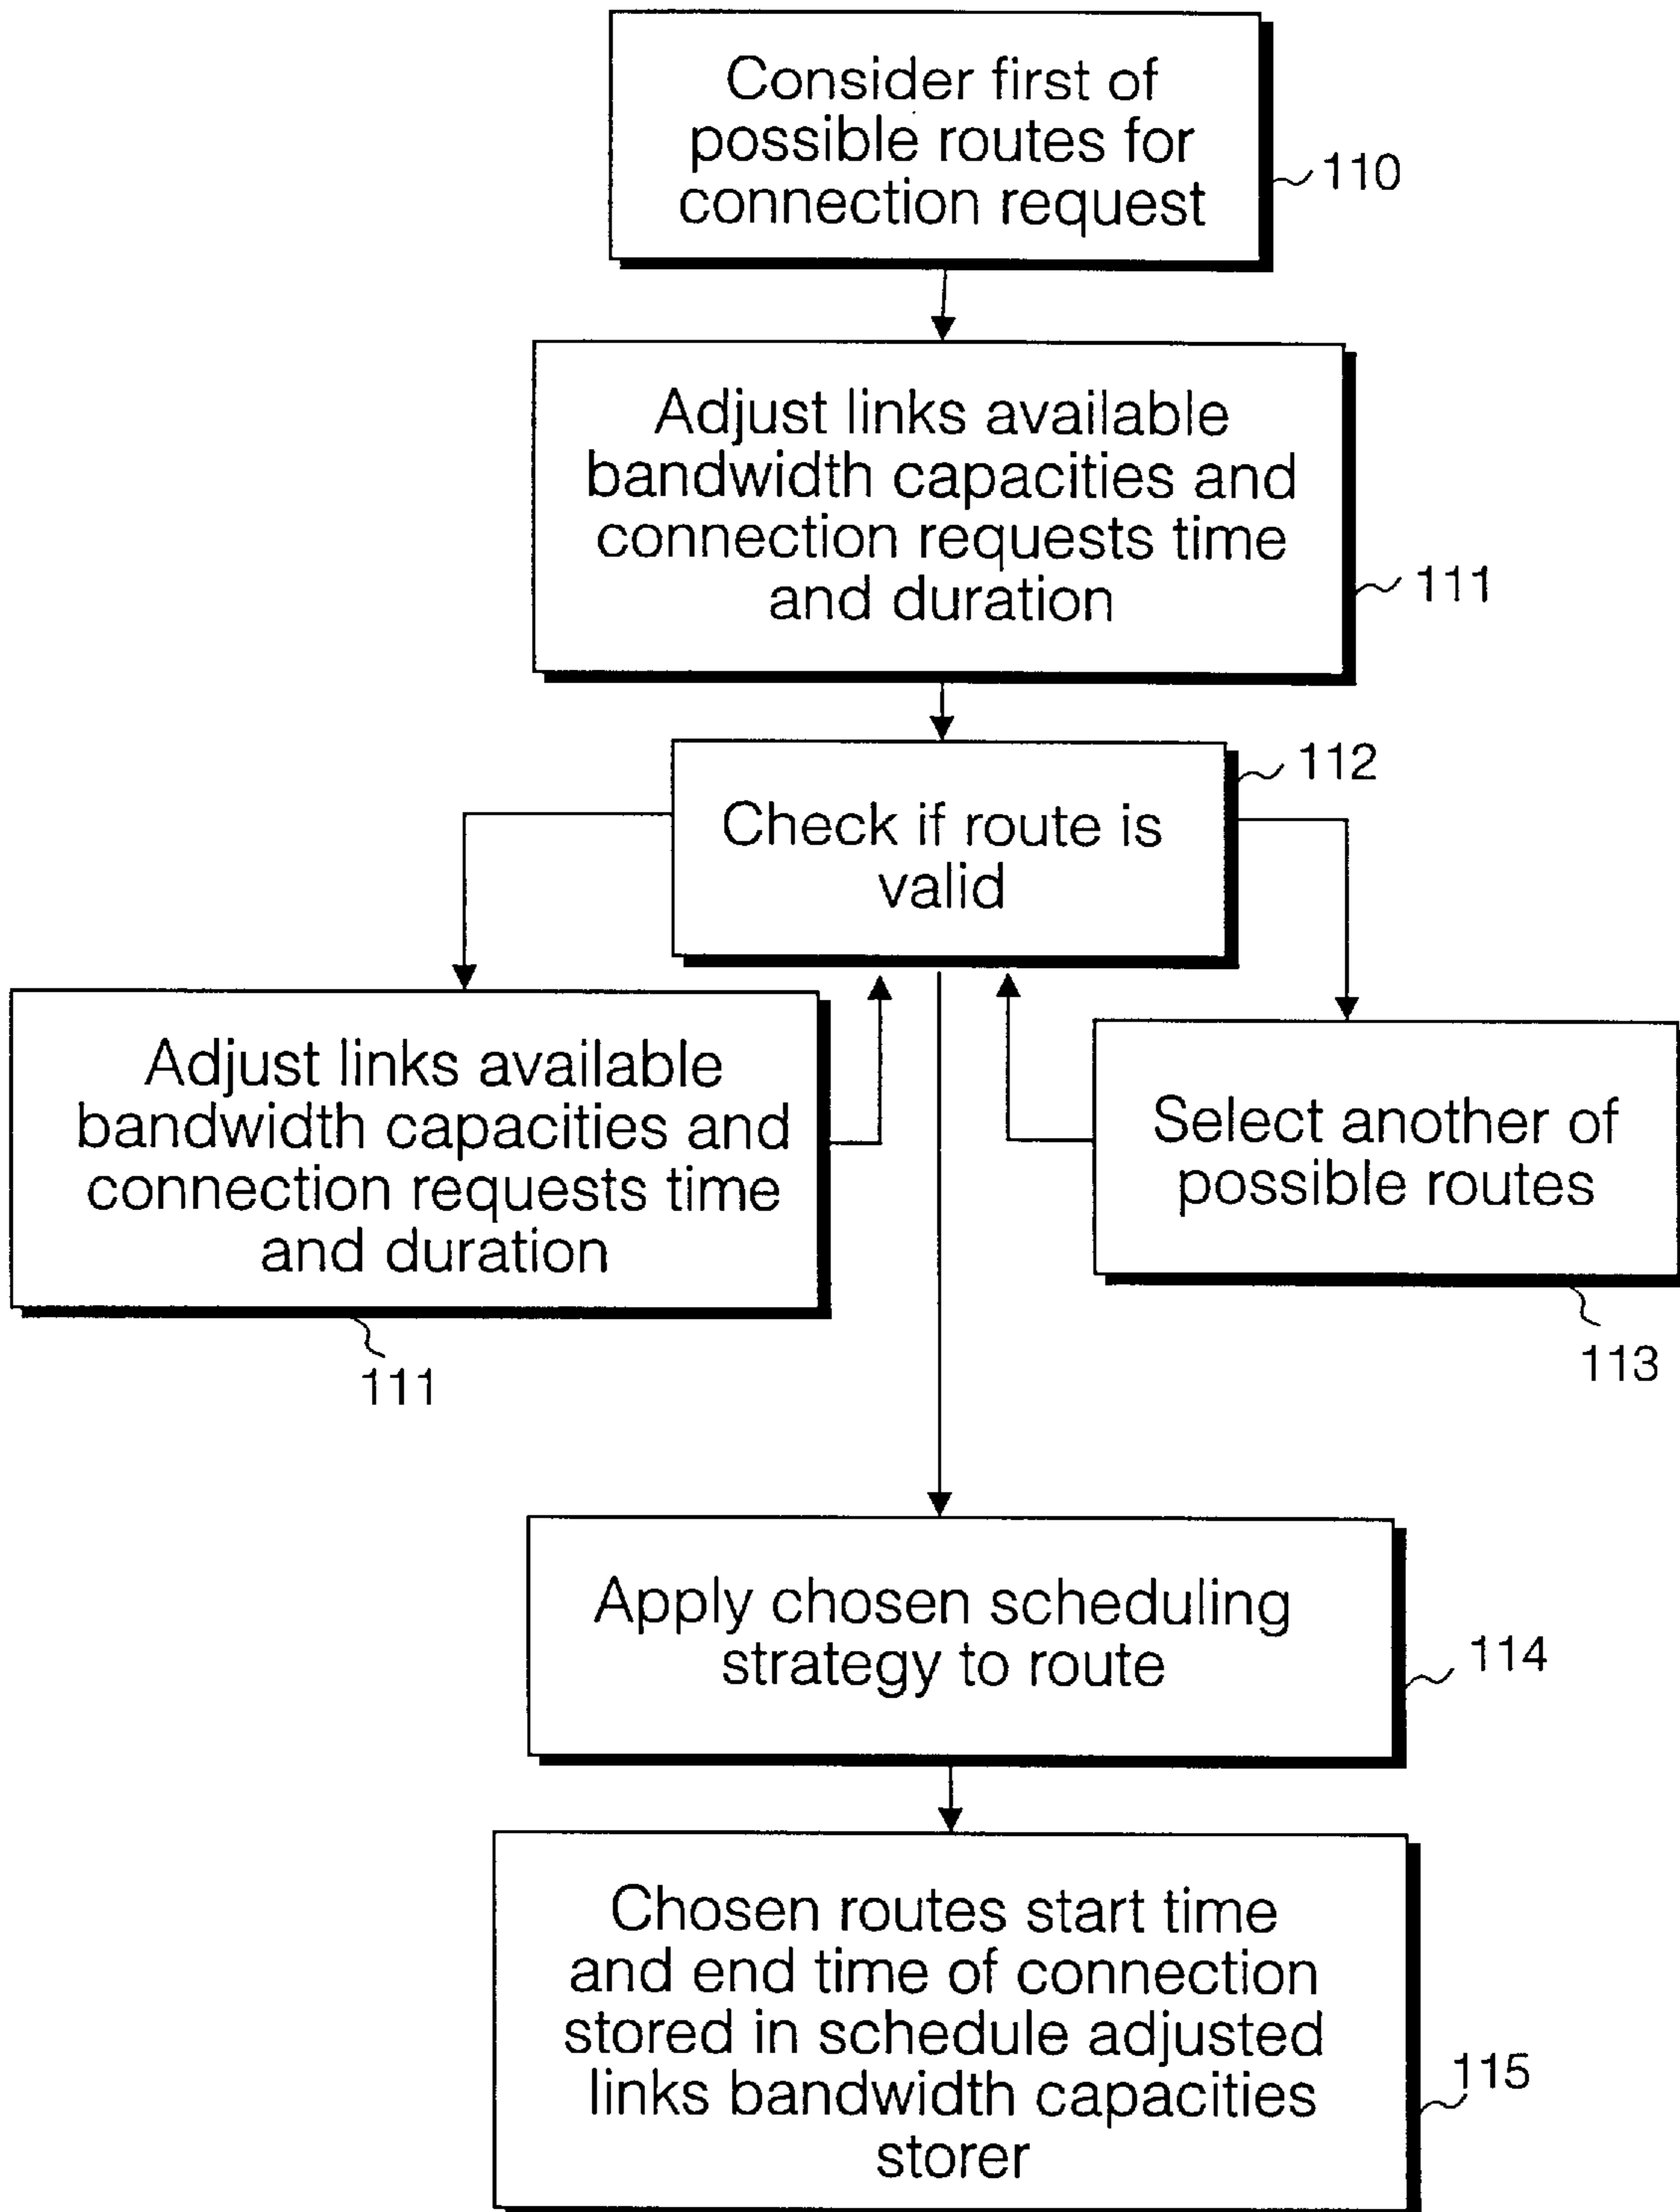 Consider first of
possible routes for
connection request
110
Adjust links available
bandwidth capacities and
connection requests time
and duration
111
112
Check if route is
valid
Adjust links available
bandwidth capacities and
connection requests time
and duration
111
Select another of
possible routes
113
Apply chosen scheduling
strategy to route
114
Chosen routes start time
and end time of connection
stored in schedule adjusted
links bandwidth capacities
storer
115